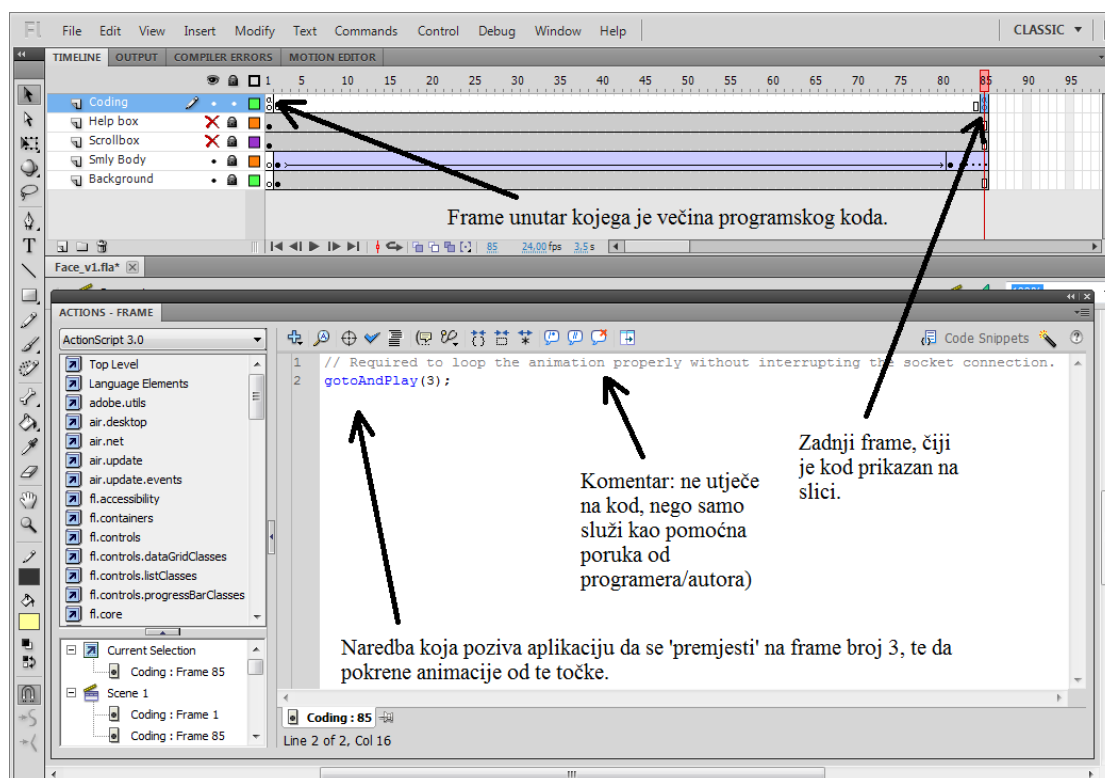 Fl File Edit View Insert Modify Text Commands Control Debug Window Help CLASSIC
TIMELINE OUTPUT COMPILER ERRORS MOTION EDITOR
1 5 10 15 20 25 30 35 40 45 50 55 60 65 70 75 80 85 90 95
Coding
Help box
Scrollbox
Smly Body
Background
Frame unutar kojega je večina programskog koda.
85 24.00 fps 3.5 s
Face_v1.fla*
ACTIONS - FRAME
ActionScript 3.0
Code Snippets
Top Level
Language Elements
adobe.utils
air.desktop
air.net
air.update
air.update.events
fl.accessibility
fl.containers
fl.controls
fl.controls.dataGridClasses
fl.controls.listClasses
fl.controls.progressBarClasses
fl.core
1 // Required to loop the animation properly without interrupting the socket connection.
2 gotoAndPlay(3);
Zadnji frame, čiji
je kod prikazan na
slici.
Komentar: ne utječe
na kod, nego samo
služi kao pomoćna
poruka od
programera/autora)
Naredba koja poziva aplikaciju da se 'premjesti' na frame broj 3, te da
pokrene animacije od te točke.
Current Selection
Coding : Frame 85
Scene 1
Coding : Frame 1
Coding : Frame 85
Coding : 85
Line 2 of 2, Col 16